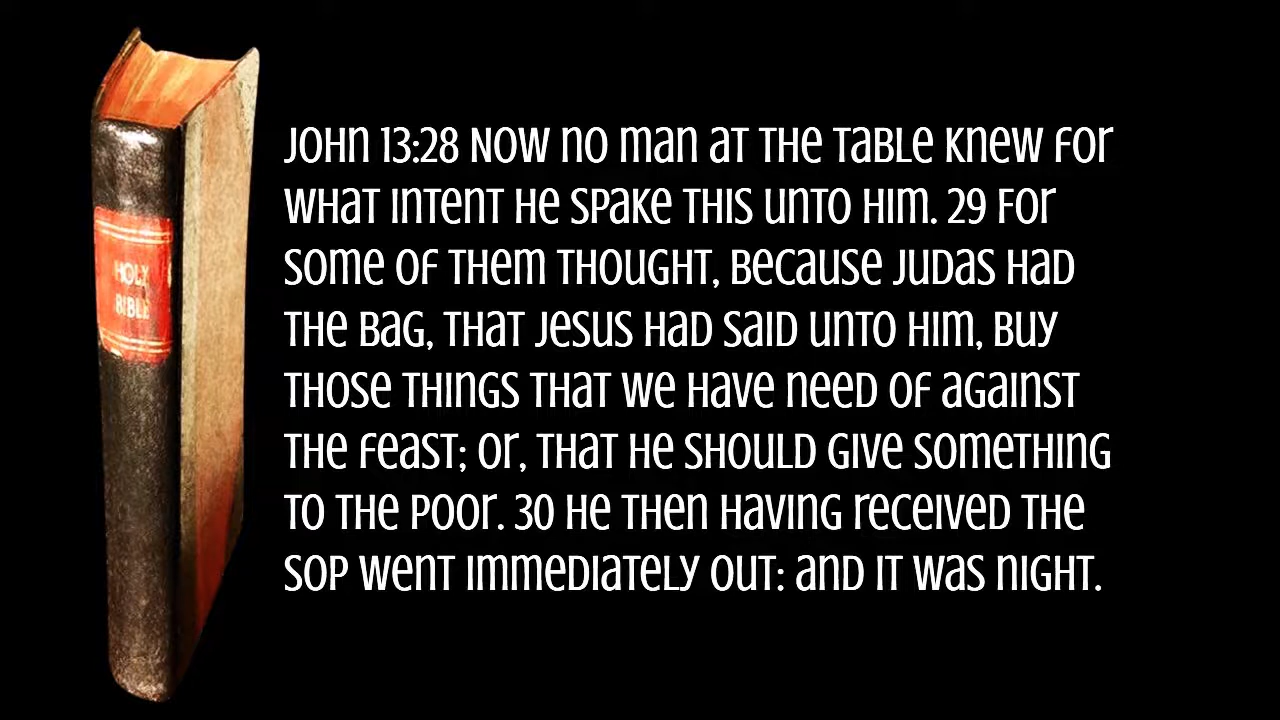 HOLY
BIBLE
John 13:28 Now no man at the table knew for
what intent he spake this unto him. 29 For
some of them thought, because Judas had
the bag, that Jesus had said unto him, Buy
those things that we have need of against
the feast; or, that he should give something
to the poor. 30 He then having received the
sop went immediately out: and it was night.